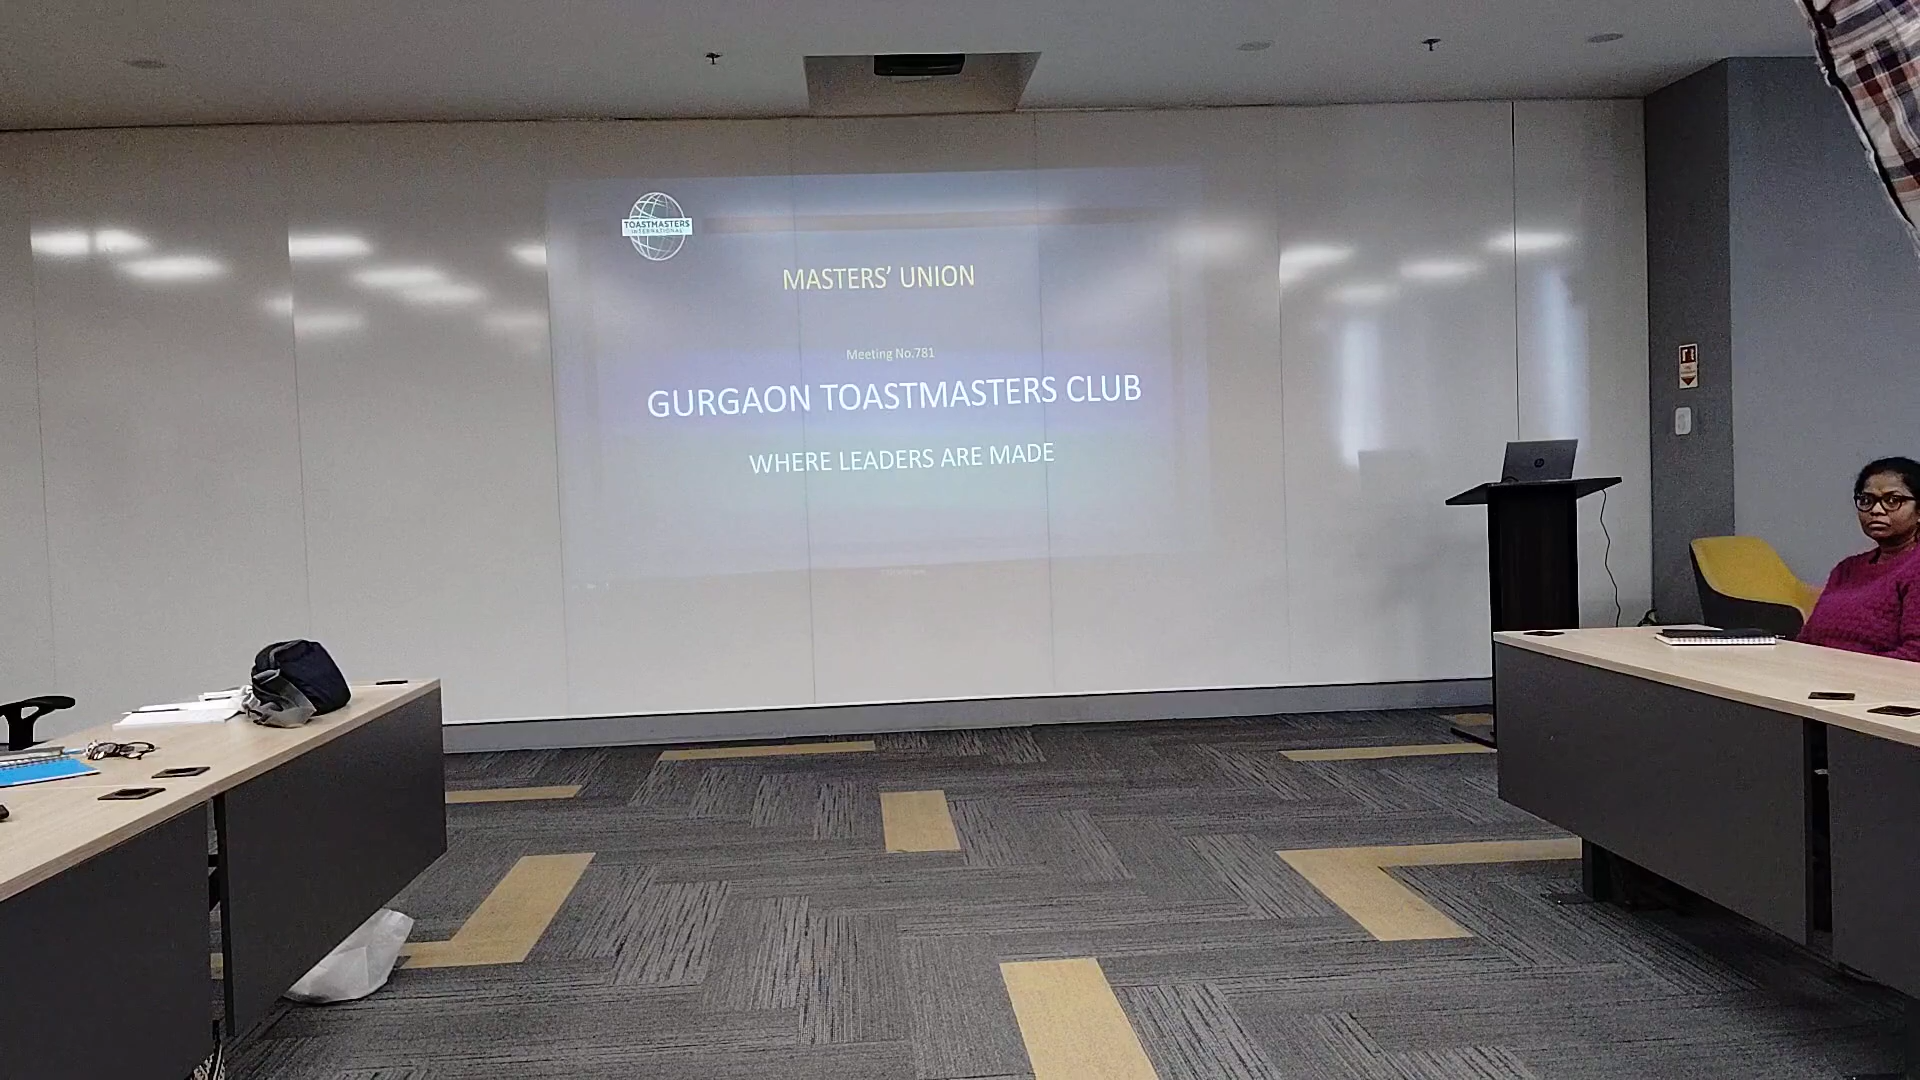 TOASTMASTERS
INTERNATIONAL
MASTERS’ UNION
Meeting No.781
GURGAON TOASTMASTERS CLUB
WHERE LEADERS ARE MADE